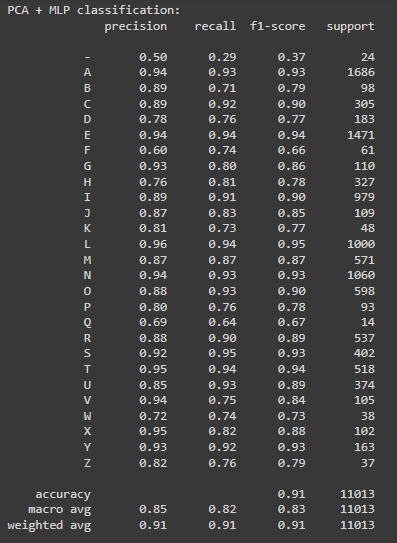 PCA + MLP classification:
precision recall f1-score support
- 0.50 0.29 0.37 24
A 0.94 0.93 0.93 1686
B 0.89 0.71 0.79 98
C 0.89 0.92 0.90 305
D 0.78 0.76 0.77 183
E 0.94 0.94 0.94 1471
F 0.60 0.74 0.66 61
G 0.93 0.80 0.86 110
H 0.76 0.81 0.78 327
I 0.89 0.91 0.90 979
J 0.87 0.83 0.85 109
K 0.81 0.73 0.77 48
L 0.96 0.94 0.95 1000
M 0.87 0.87 0.87 571
N 0.94 0.93 0.93 1060
O 0.88 0.93 0.90 598
P 0.80 0.76 0.78 93
Q 0.69 0.64 0.67 14
R 0.88 0.90 0.89 537
S 0.92 0.95 0.93 402
T 0.95 0.94 0.94 518
U 0.85 0.93 0.89 374
V 0.94 0.75 0.84 105
W 0.72 0.74 0.73 38
X 0.95 0.82 0.88 102
Y 0.93 0.92 0.93 163
Z 0.82 0.76 0.79 37
accuracy 0.91 11013
macro avg 0.85 0.82 0.83 11013
weighted avg 0.91 0.91 0.91 11013